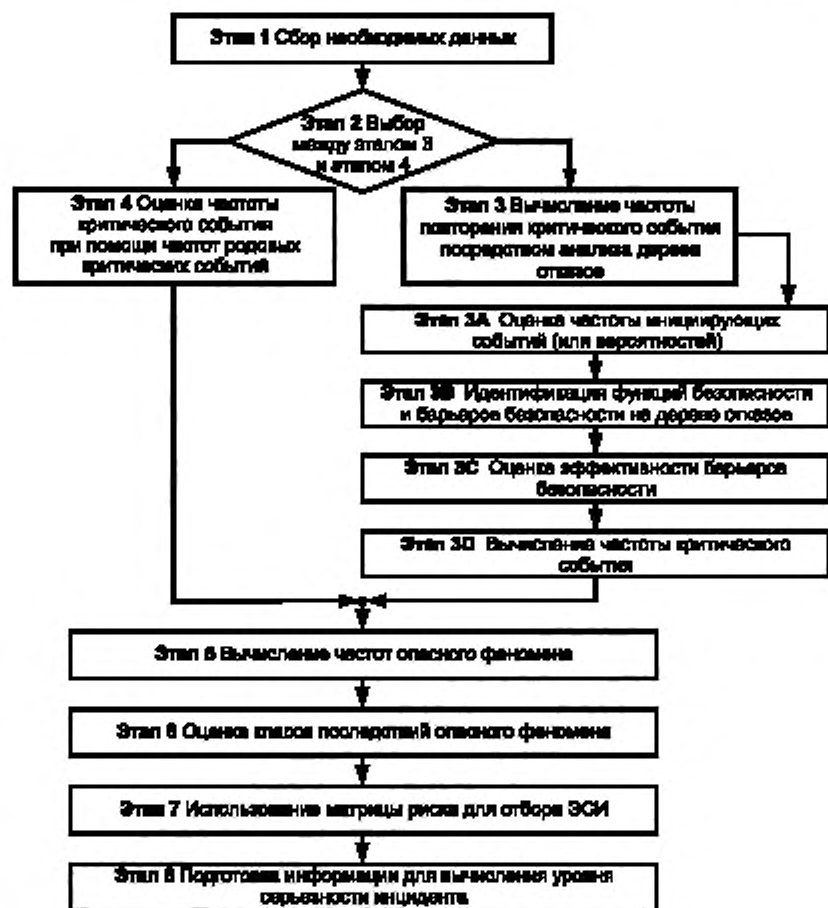 Этап 1 Сбор необходимых данных
Этап 2 Выбор
между этапом 3
и этапом 4
Этап 4 Оценка частоты
критического события
при помощи частот родовых
критических событий
Этап 3 Вычисление частоты
повторения критического события
посредством анализа дерева
отказов
Этап 3A Оценка частоты инициирующих
событий (или вероятностей)
Этап 3B Идентификация функций безопасности
и барьеров безопасности на дереве отказов
Этап 3C Оценка эффективности барьеров
безопасности
Этап 3D Вычисление частоты критического
события
Этап 5 Вычисление частот опасного феномена
Этап 6 Оценка класса последствий опасного феномена
Этап 7 Использование матрицы риска для отбора ЭСИ
Этап 8 Подготовка информации для вычисления уровня
серьезности инцидента